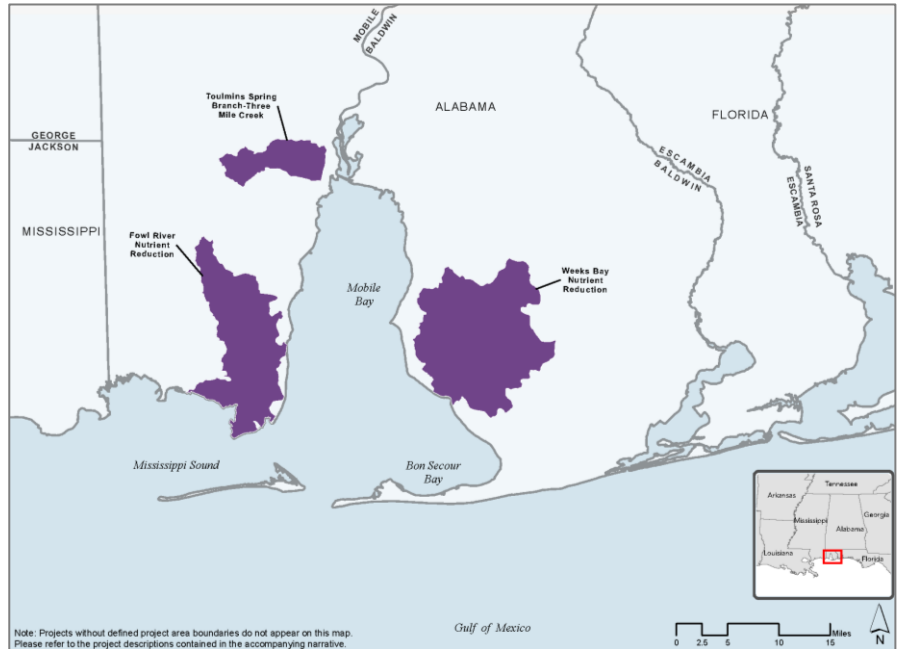 MOBILE
BALDWIN
Toulmins Spring
Branch-Three
Mile Creek
ALABAMA
FLORIDA
GEORGE
JACKSON
ESCAMBIA
BALDWIN
SANTA ROSA
ESCAMBIA
MISSISSIPPI
Fowl River
Nutrient
Reduction
Weeks Bay
Nutrient
Reduction
Mobile
Bay
Mississippi Sound
Bon Secour
Bay
Tennessee
Arkansas
Mississippi
Alabama
Georgia
Louisiana
Florida
Note: Projects without defined project area boundaries do not appear on this map.
Please refer to the project descriptions contained in the accompanying narrative.
Gulf of Mexico
Miles
0 2.5 5 10 15
N